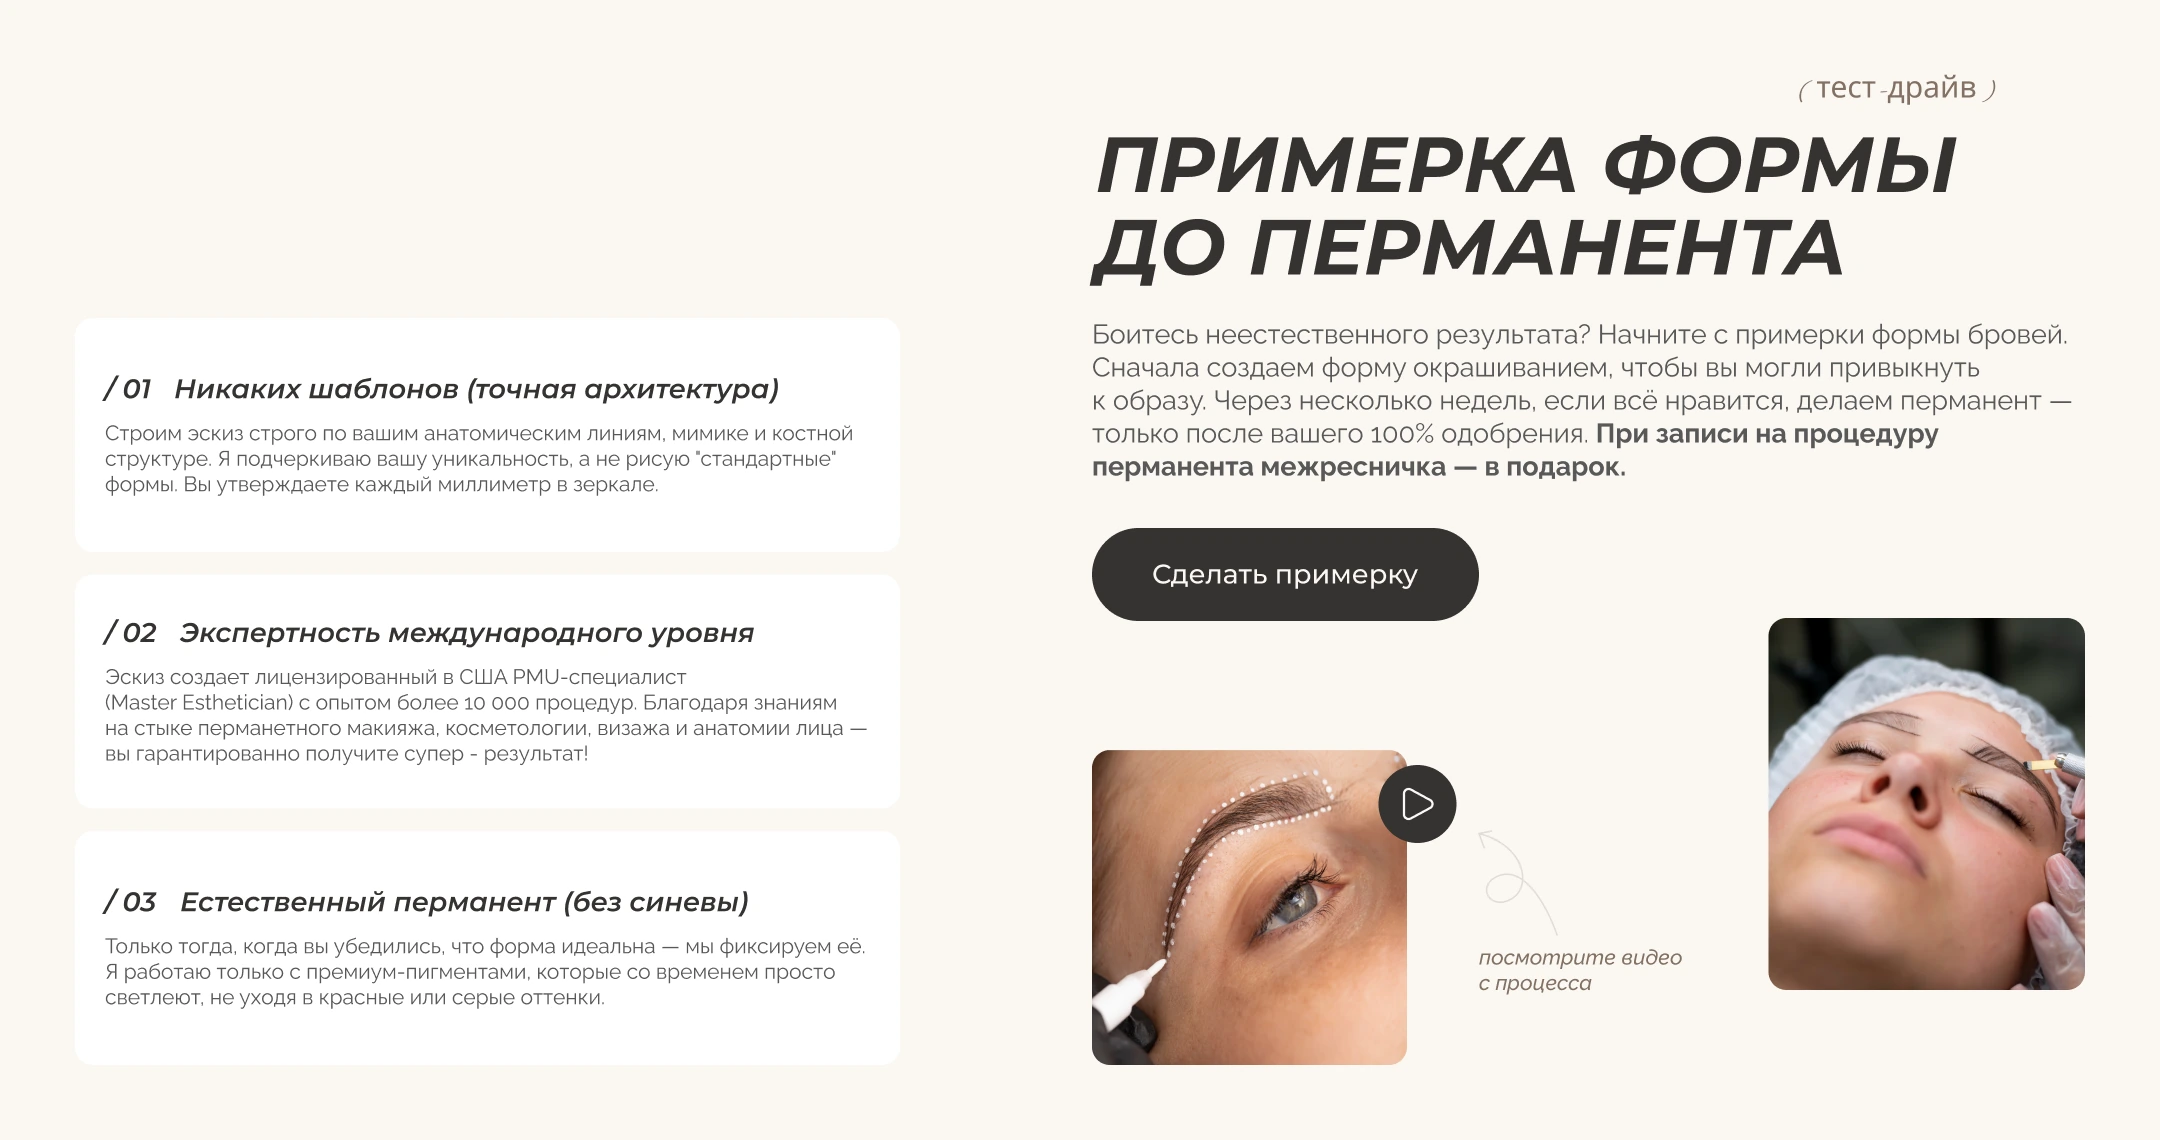 ( тест-драйв )
ПРИМЕРКА ФОРМЫ
ДО ПЕРМАНЕНТА
Боитесь неестественного результата? Начните с примерки формы бровей.
Сначала создаем форму окрашиванием, чтобы вы могли привыкнуть
к образу. Через несколько недель, если всё нравится, делаем перманент —
только после вашего 100% одобрения. При записи на процедуру
перманента межресничка — в подарок.
Сделать примерку
посмотрите видео
с процесса
/ 01 Никаких шаблонов (точная архитектура)
Строим эскиз строго по вашим анатомическим линиям, мимике и костной
структуре. Я подчеркиваю вашу уникальность, а не рисую "стандартные"
формы. Вы утверждаете каждый миллиметр в зеркале.
/ 02 Экспертность международного уровня
Эскиз создает лицензированный в США PMU-специалист
(Master Esthetician) с опытом более 10 000 процедур. Благодаря знаниям
на стыке перманетного макияжа, косметологии, визажа и анатомии лица —
вы гарантированно получите супер - результат!
/ 03 Естественный перманент (без синевы)
Только тогда, когда вы убедились, что форма идеальна — мы фиксируем её.
Я работаю только с премиум-пигментами, которые со временем просто
светлеют, не уходя в красные или серые оттенки.